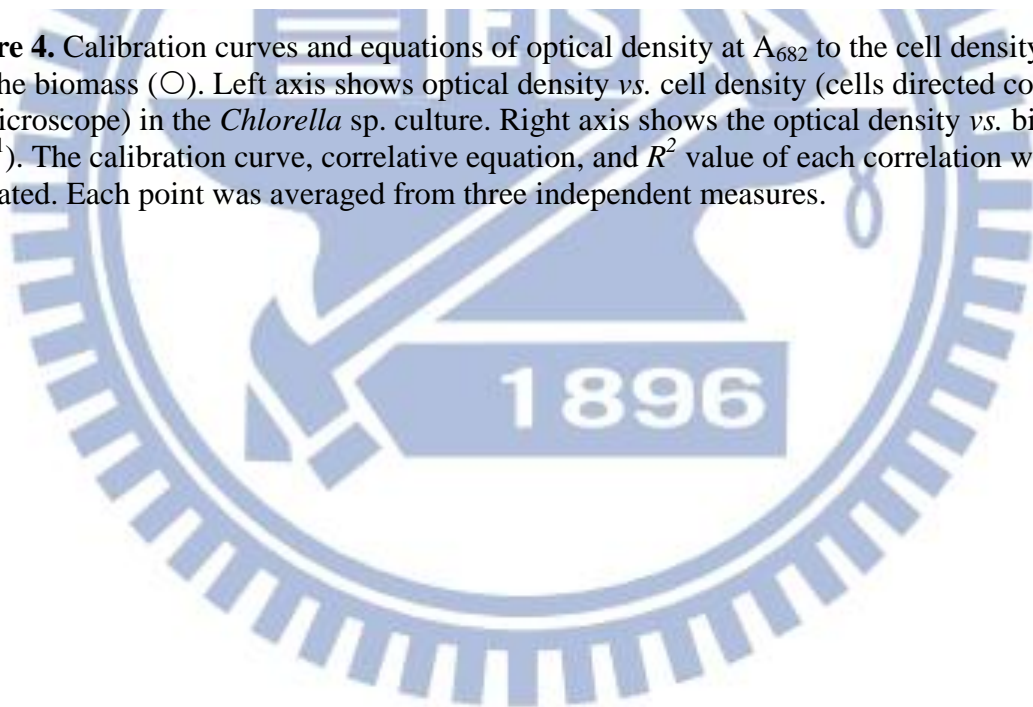 re 4. Calibration curves and equations of optical density at A₆₈₂ to the cell density
he biomass (○). Left axis shows optical density vs. cell density (cells directed co
icroscope) in the Chlorella sp. culture. Right axis shows the optical density vs. bi
¹). The calibration curve, correlative equation, and R² value of each correlation w
ated. Each point was averaged from three independent measures.
1896